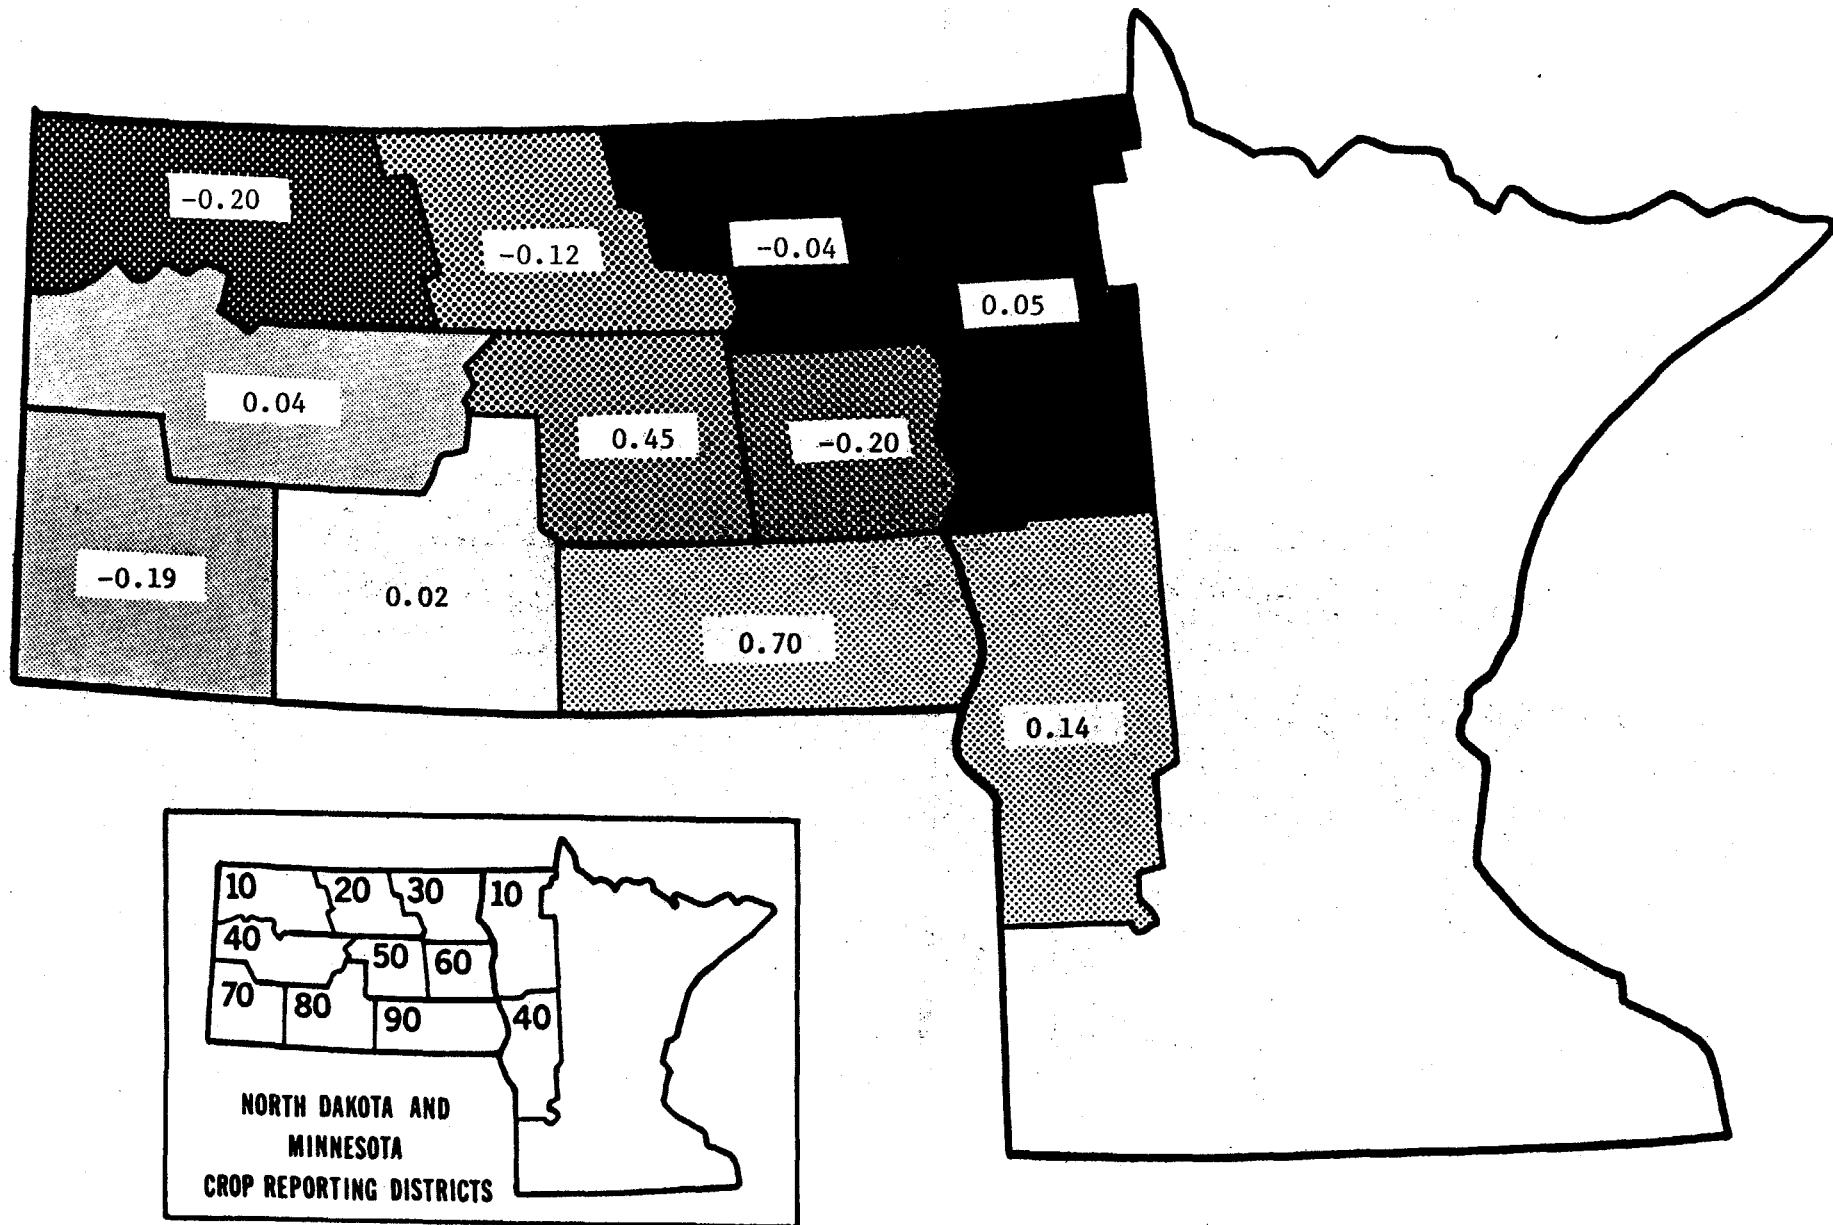 -0.20
-0.12
-0.04
0.05
0.04
0.45
-0.20
-0.19
0.02
0.70
0.14
10 20 30 10
40
50 60
70 80 90 40
NORTH DAKOTA AND
MINNESOTA
CROP REPORTING DISTRICTS